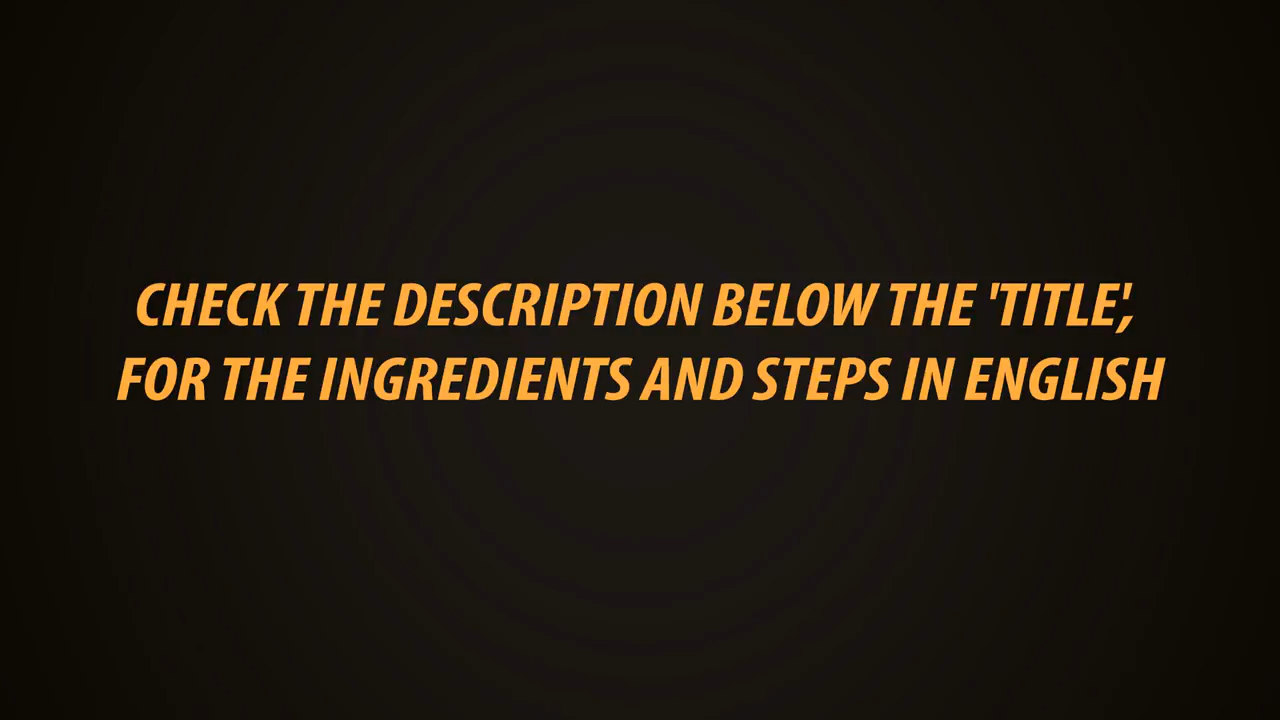 CHECK THE DESCRIPTION BELOW THE 'TITLE',
FOR THE INGREDIENTS AND STEPS IN ENGLISH